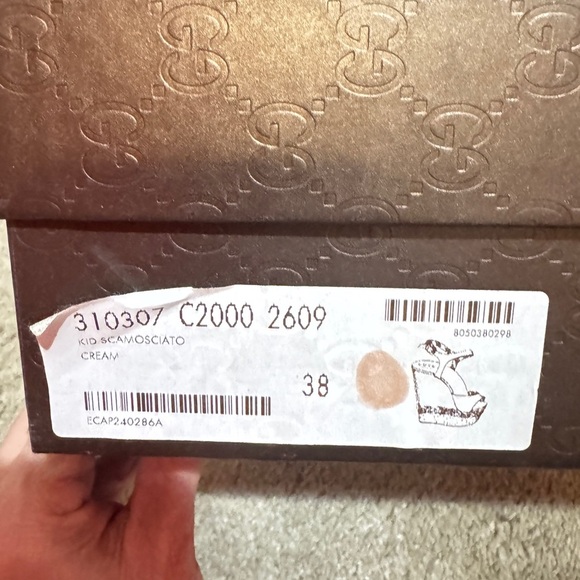 310307 C2000 2609
KID SCAMOSCIATO
CREAM
8050380298
38
ECAP240286A